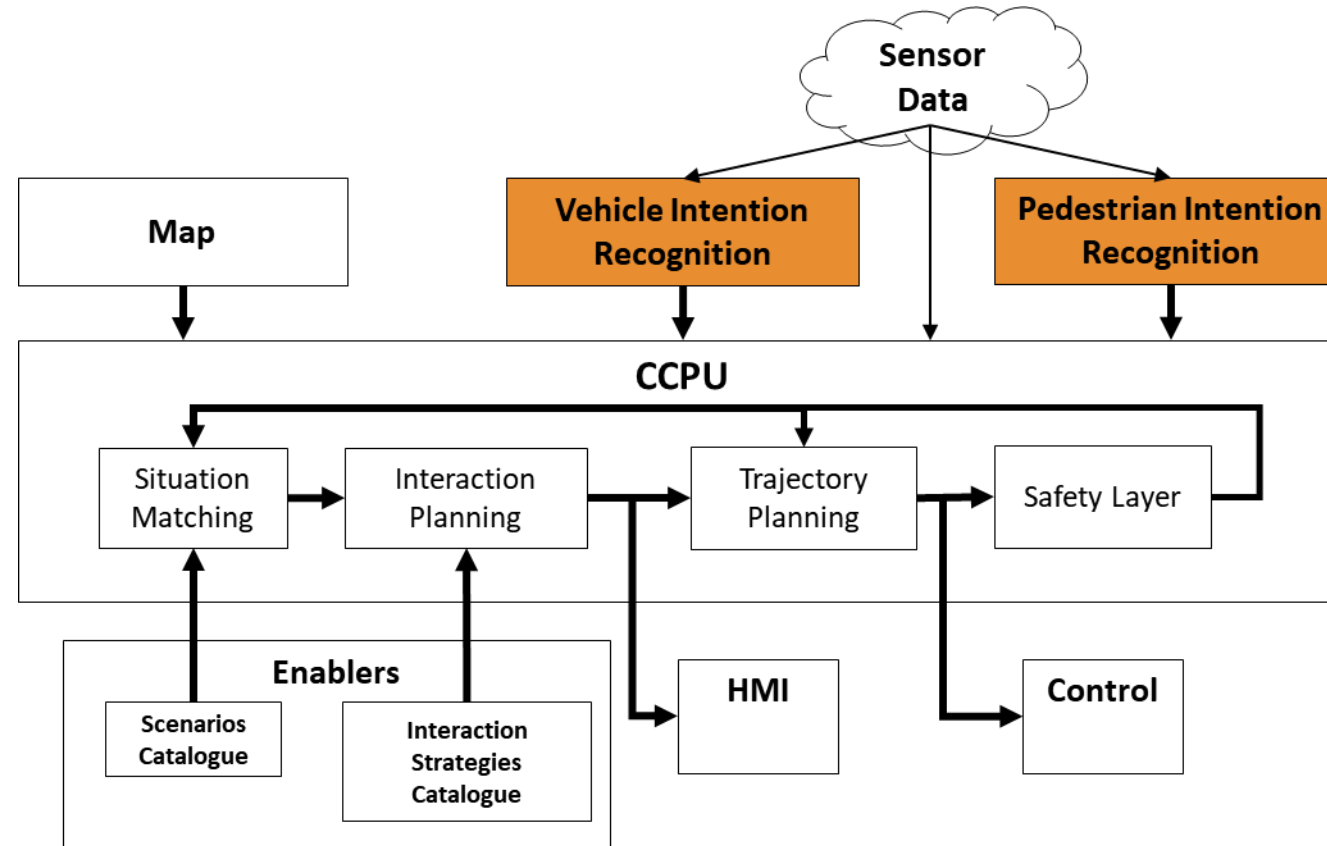 Sensor
Data
Map
Vehicle Intention
Recognition
Pedestrian Intention
Recognition
CCPU
Situation
Matching
Interaction
Planning
Trajectory
Planning
Safety Layer
Enablers
Scenarios
Catalogue
Interaction
Strategies
Catalogue
HMI
Control